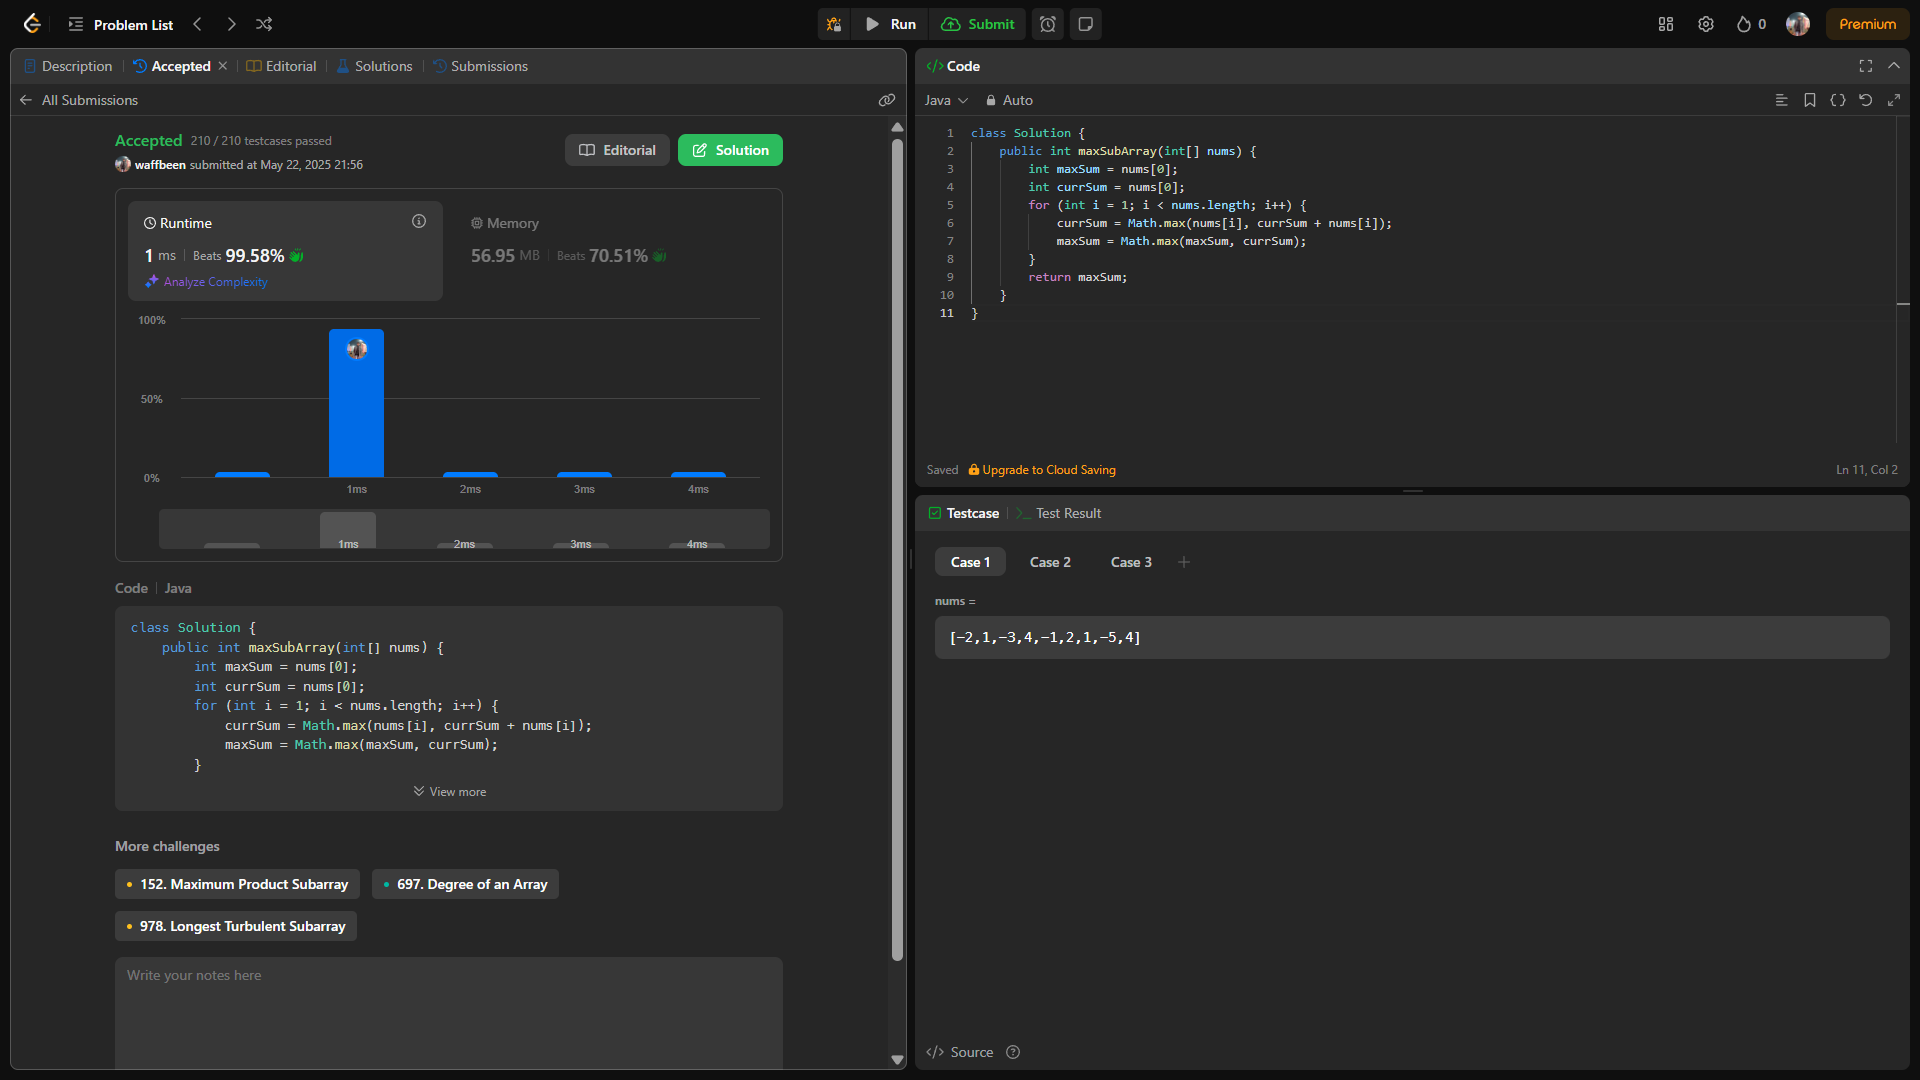 Problem List
Run
Submit
0
Premium
Description
Accepted
Editorial
Solutions
Submissions
All Submissions
Accepted 210 / 210 testcases passed
waffbeen submitted at May 22, 2025 21:56
Editorial
Solution
Runtime
1 ms Beats 99.58%
Analyze Complexity
Memory
56.95 MB Beats 70.51%
100%
50%
0%
1ms 2ms 3ms 4ms
1ms 2ms 3ms 4ms
Code Java
class Solution {
public int maxSubArray(int[] nums) {
int maxSum = nums[0];
int currSum = nums[0];
for (int i = 1; i < nums.length; i++) {
currSum = Math.max(nums[i], currSum + nums[i]);
maxSum = Math.max(maxSum, currSum);
}
View more
More challenges
152. Maximum Product Subarray
697. Degree of an Array
978. Longest Turbulent Subarray
Write your notes here
</> Code
Java Auto
1 class Solution {
2 public int maxSubArray(int[] nums) {
3 int maxSum = nums[0];
4 int currSum = nums[0];
5 for (int i = 1; i < nums.length; i++) {
6 currSum = Math.max(nums[i], currSum + nums[i]);
7 maxSum = Math.max(maxSum, currSum);
8 }
9 return maxSum;
10 }
11 }
Saved Upgrade to Cloud Saving Ln 11, Col 2
Testcase >_ Test Result
Case 1 Case 2 Case 3 +
nums =
[-2,1,-3,4,-1,2,1,-5,4]
</> Source